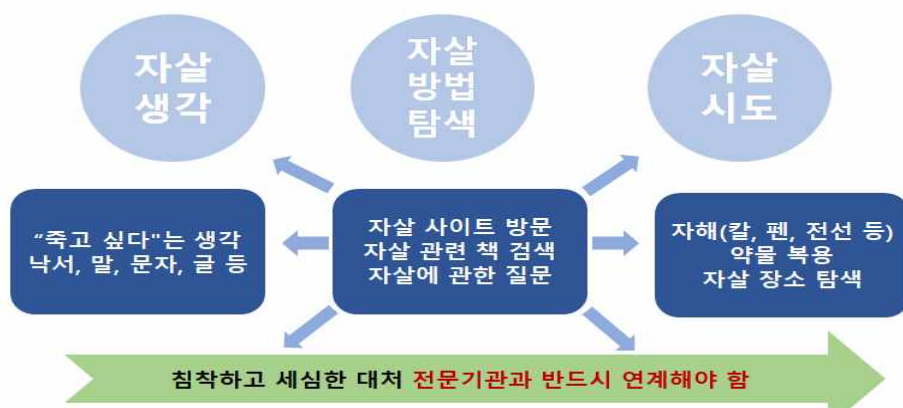 자살
생각
자살
방법
탐색
자살
시도
“죽고 싶다"는 생각
낙서, 말, 문자, 글 등
자살 사이트 방문
자살 관련 책 검색
자살에 관한 질문
자해(칼, 펜, 전선 등)
약물 복용
자살 장소 탐색
침착하고 세심한 대처 전문기관과 반드시 연계해야 함